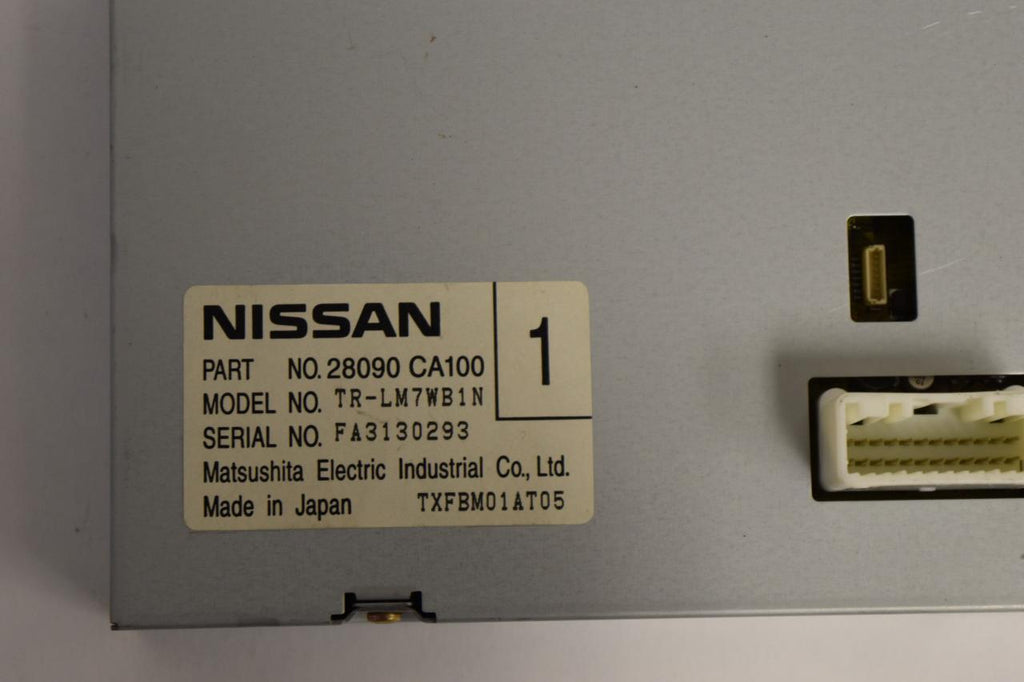 NISSAN
1
PART NO. 28090 CA100
MODEL NO. TR-LM7WB1N
SERIAL NO. FA3130293
Matsushita Electric Industrial Co., Ltd.
Made in Japan TXFBM01AT05